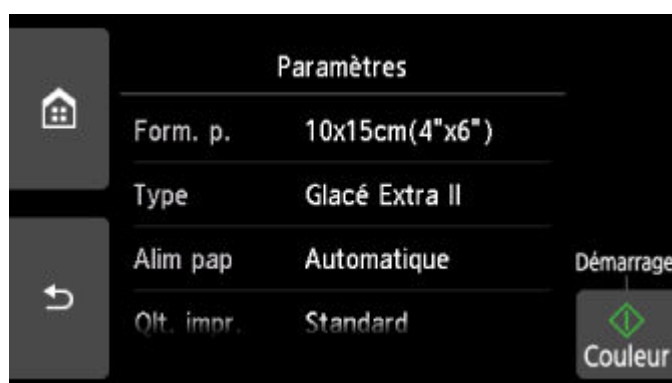 Paramètres
Form. p. 10x15cm(4"x6")
Type Glacé Extra II
Alim pap Automatique
Qlt. impr. Standard
Démarrage
Couleur